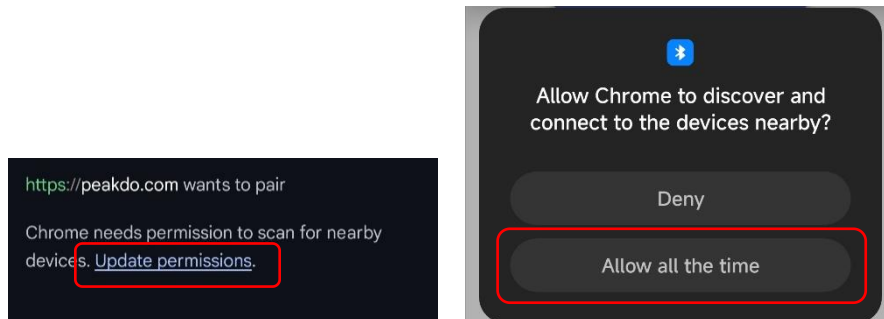 https://peakdo.com wants to pair
Chrome needs permission to scan for nearby
devices. Update permissions.
Allow Chrome to discover and
connect to the devices nearby?
Deny
Allow all the time